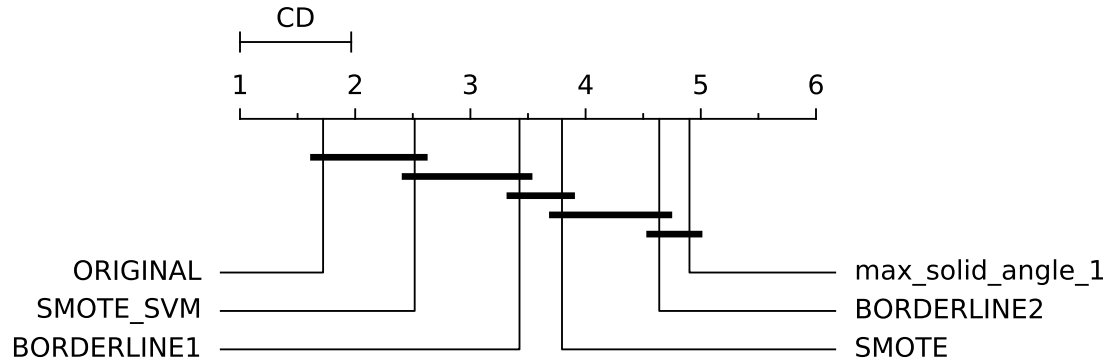 CD
1 2 3 4 5 6
ORIGINAL max_solid_angle_1
SMOTE_SVM BORDERLINE2
BORDERLINE1 SMOTE